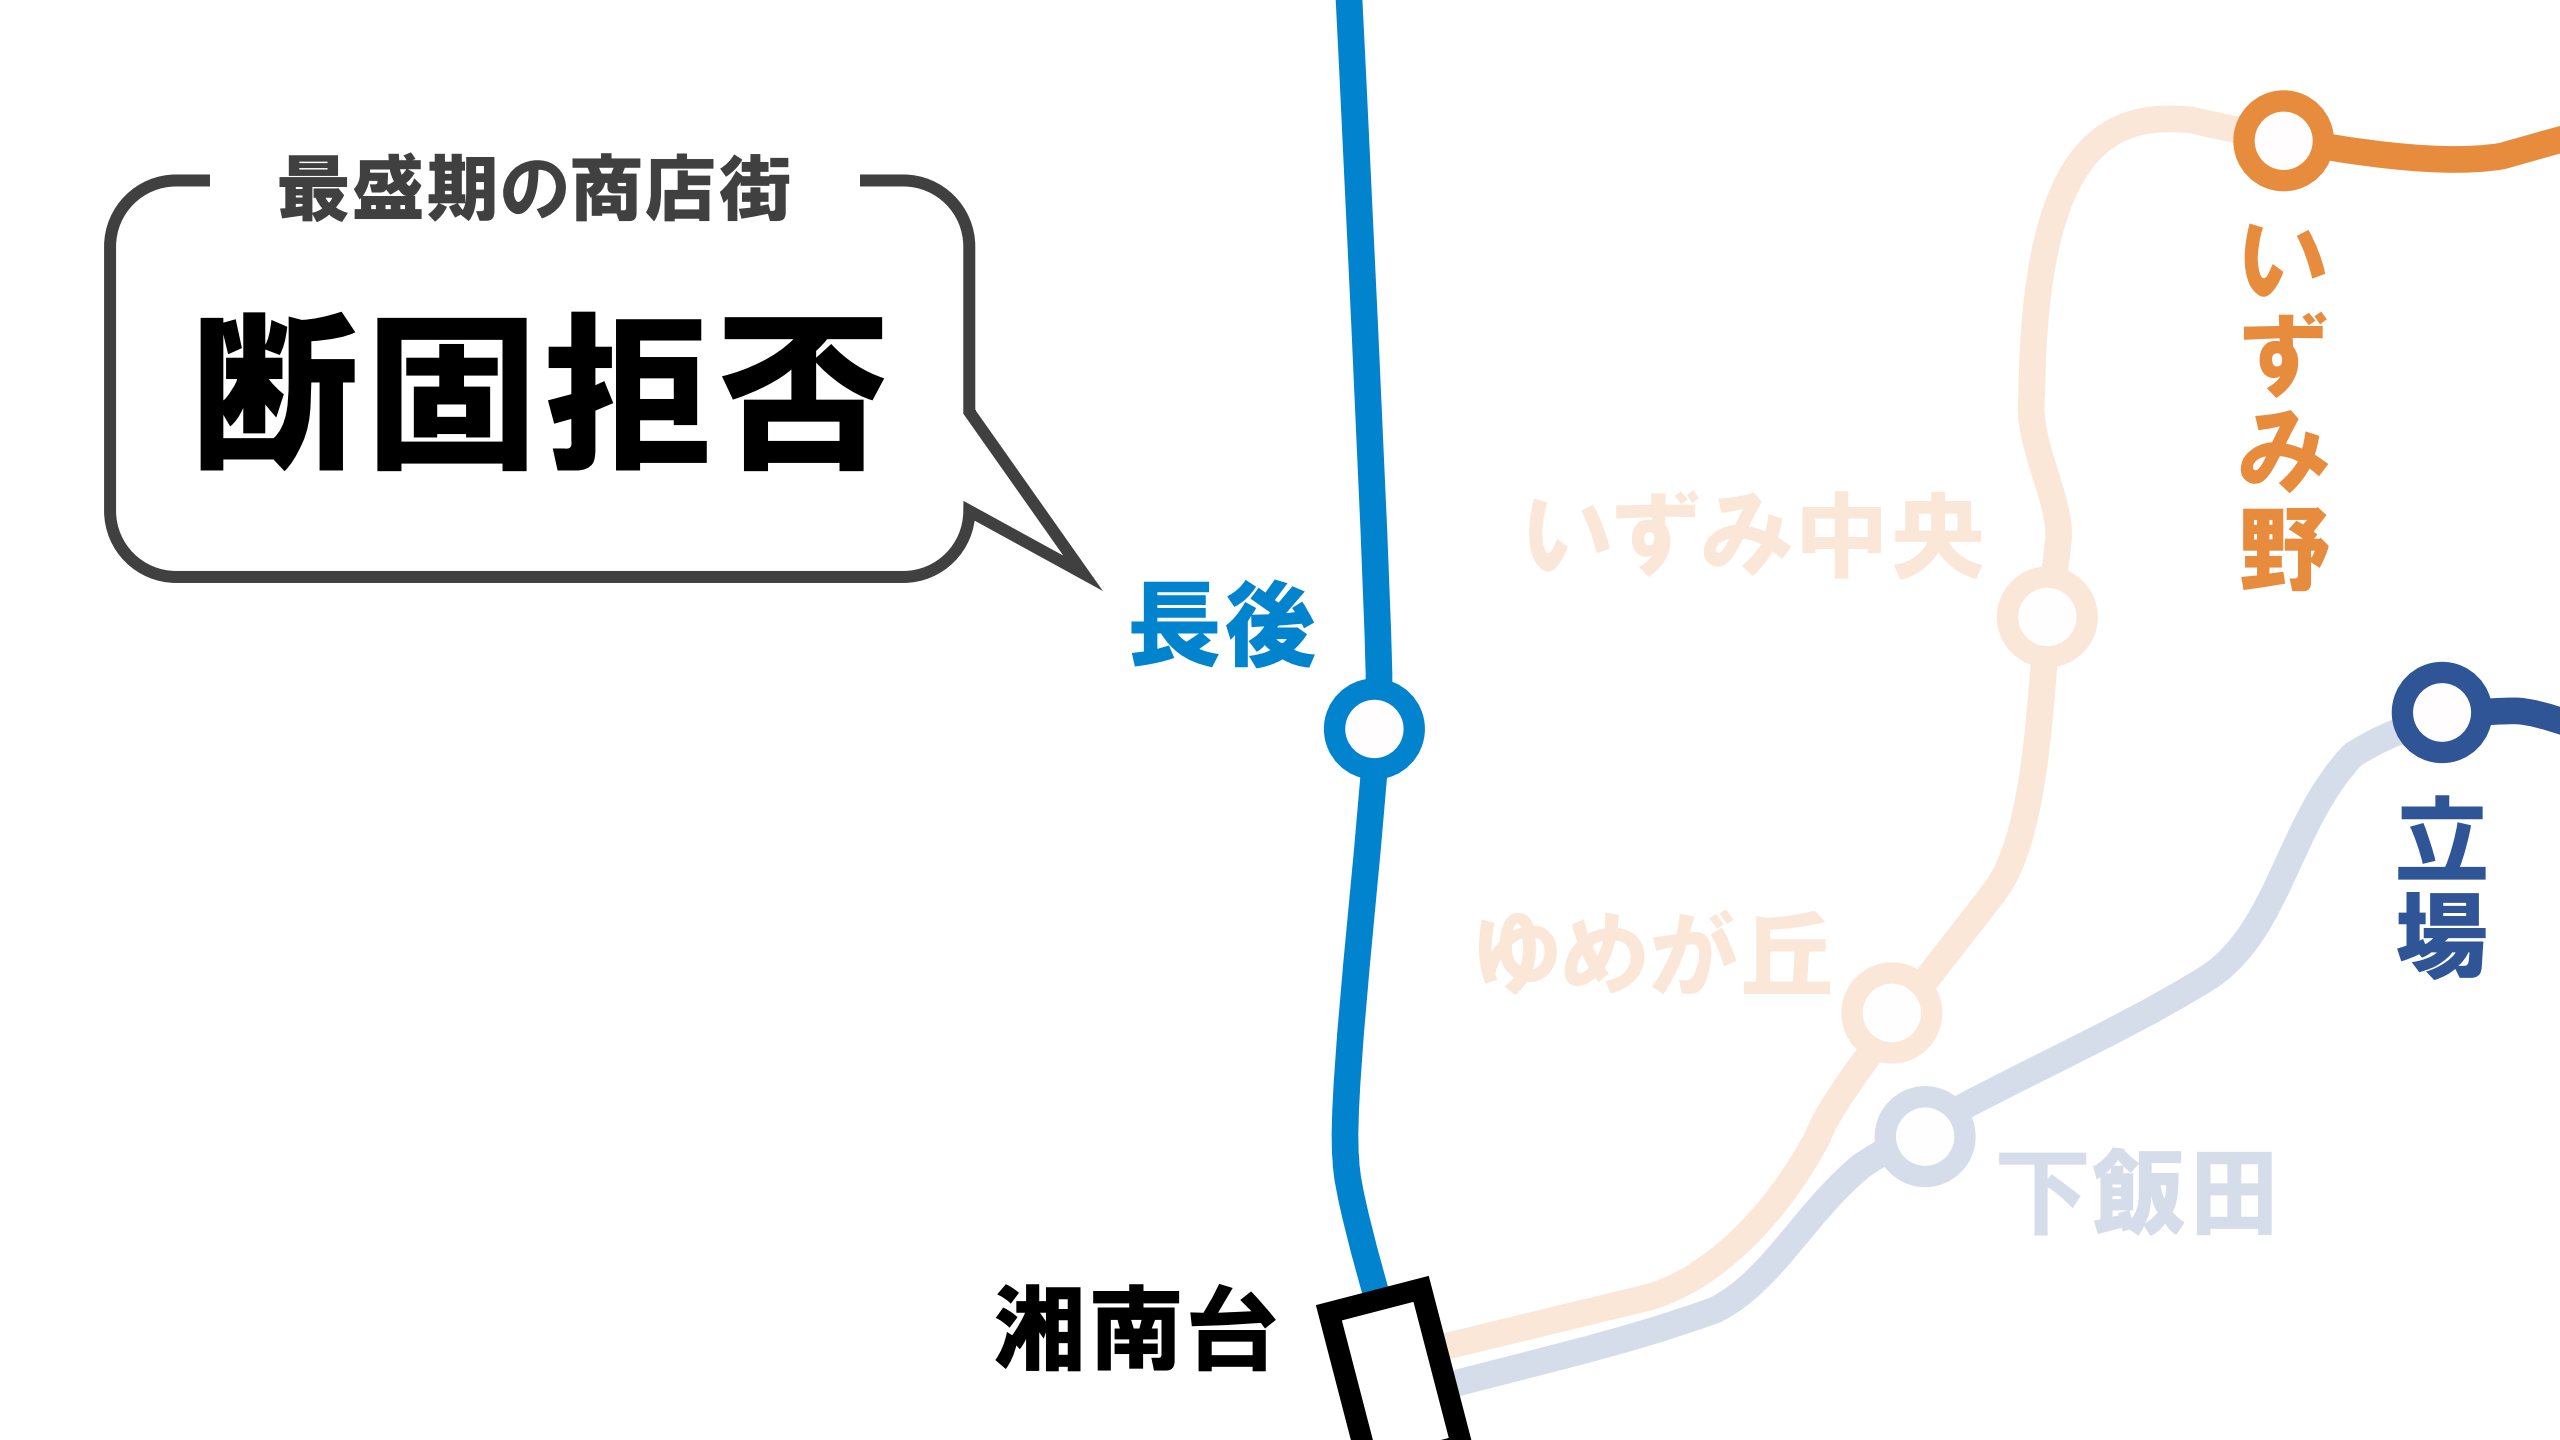 最盛期の商店街
断固拒否
長後
いずみ中央
いずみ野
ゆめが丘
立場
下飯田
湘南台